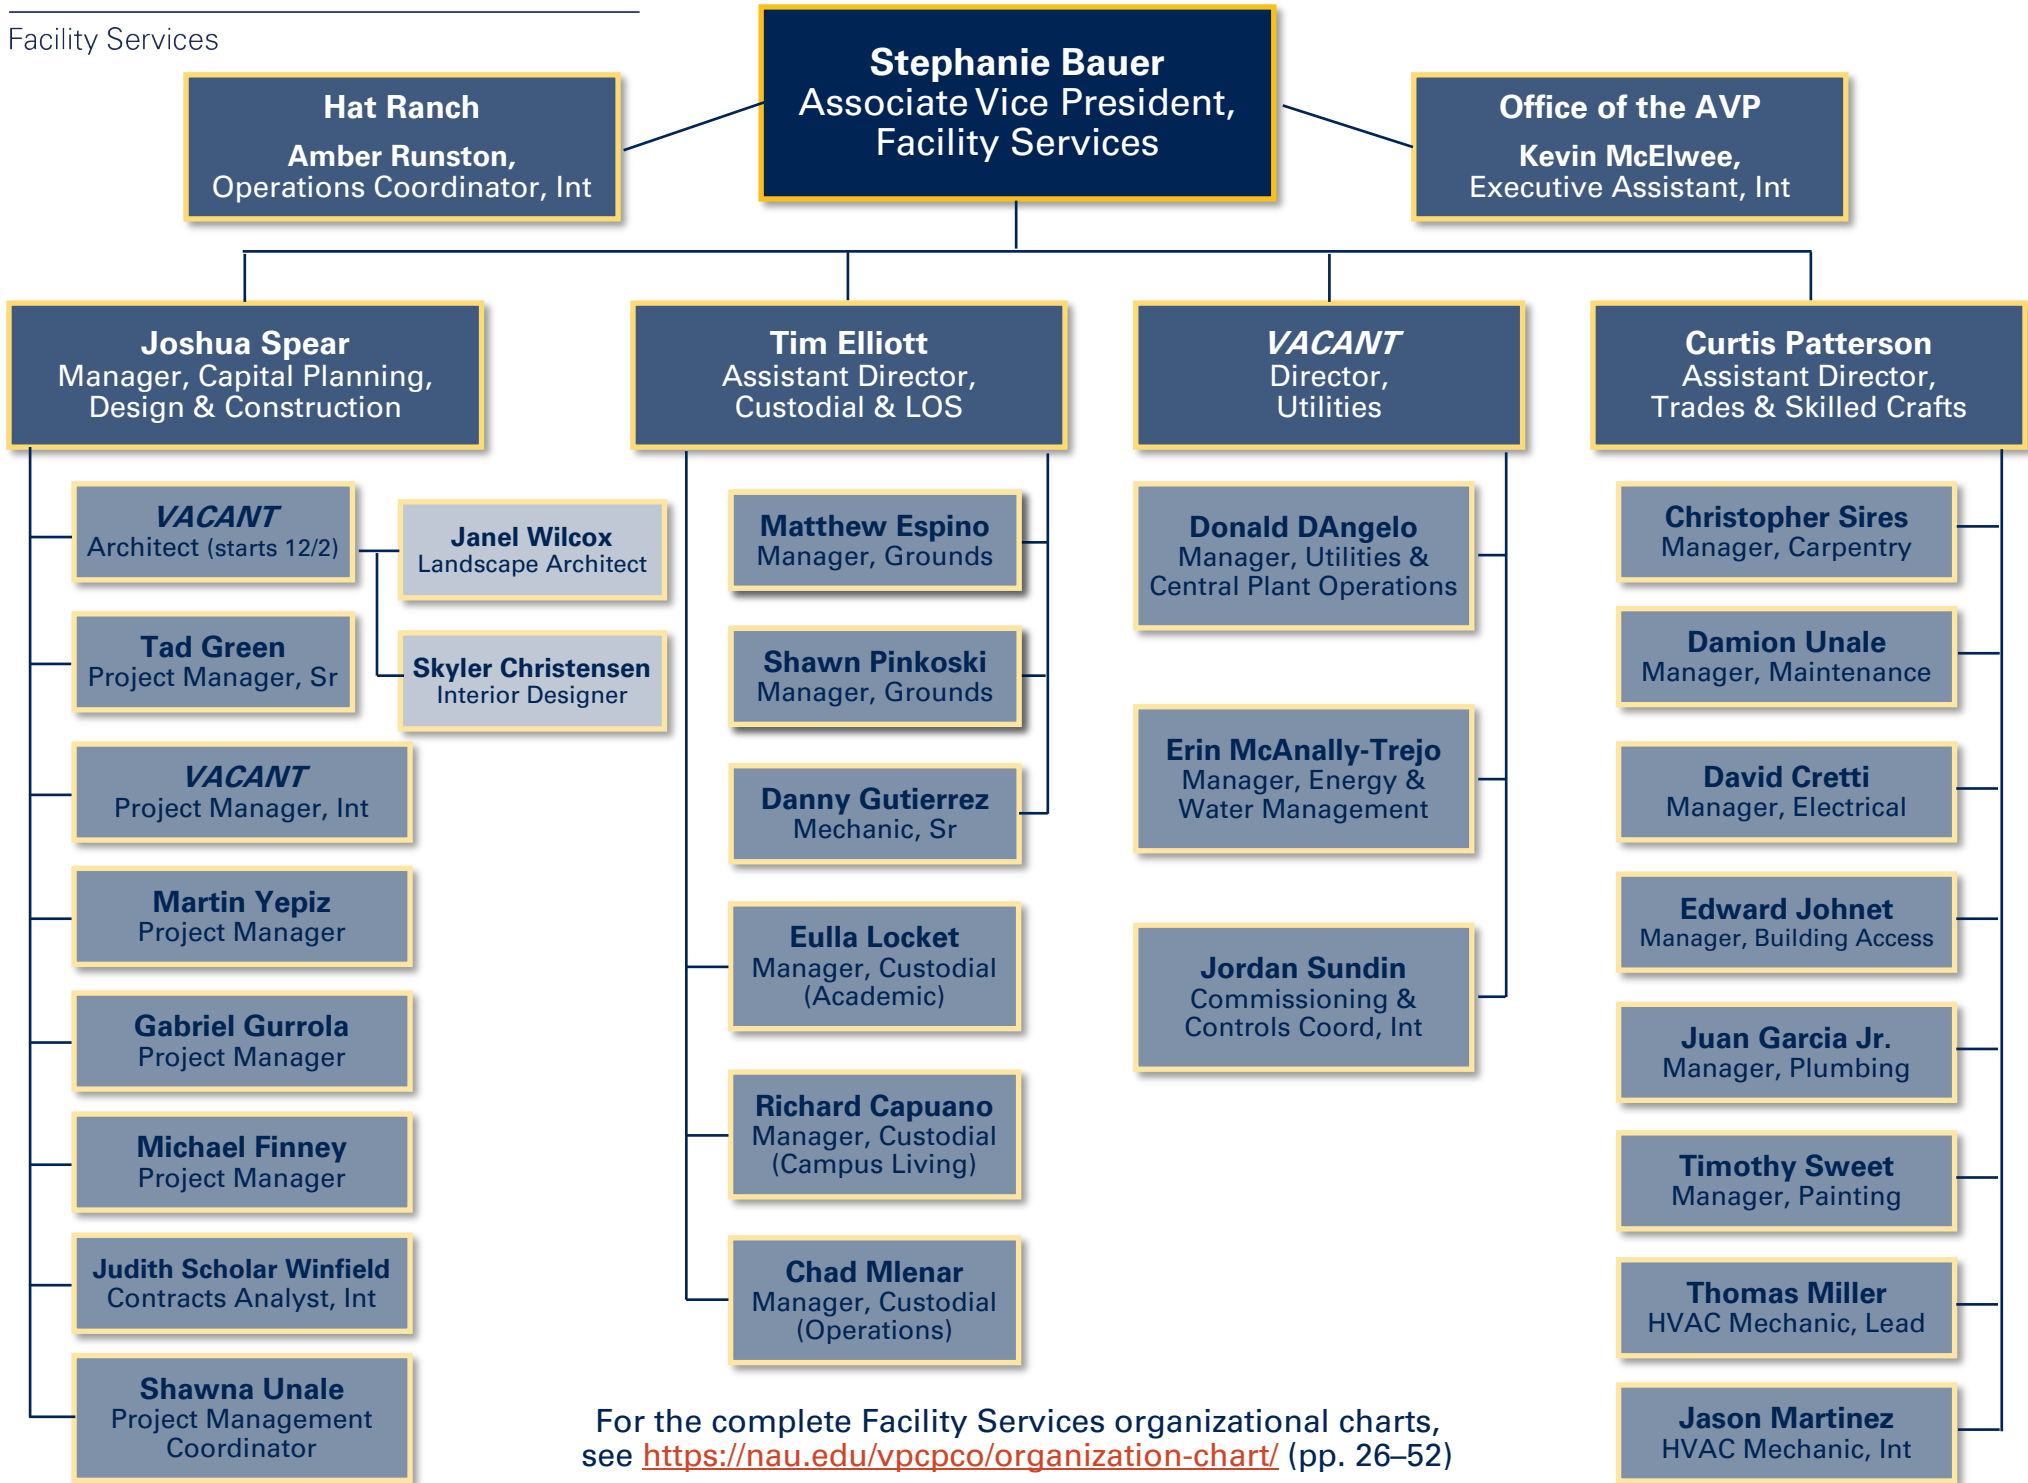 Facility Services
Stephanie Bauer
Associate Vice President,
Facility Services
Hat Ranch
Amber Runston,
Operations Coordinator, Int
Office of the AVP
Kevin McElwee,
Executive Assistant, Int
Joshua Spear
Manager, Capital Planning,
Design & Construction
VACANT
Architect (starts 12/2)
Janel Wilcox
Landscape Architect
Skyler Christensen
Interior Designer
Tad Green
Project Manager, Sr
VACANT
Project Manager, Int
Martin Yepiz
Project Manager
Gabriel Gurrola
Project Manager
Michael Finney
Project Manager
Judith Scholar Winfield
Contracts Analyst, Int
Shawna Unale
Project Management
Coordinator
Tim Elliott
Assistant Director,
Custodial & LOS
Matthew Espino
Manager, Grounds
Shawn Pinkoski
Manager, Grounds
Danny Gutierrez
Mechanic, Sr
Eulla Locket
Manager, Custodial
(Academic)
Richard Capuano
Manager, Custodial
(Campus Living)
Chad Mlenar
Manager, Custodial
(Operations)
VACANT
Director,
Utilities
Donald DAngelo
Manager, Utilities &
Central Plant Operations
Erin McAnally-Trejo
Manager, Energy &
Water Management
Jordan Sundin
Commissioning &
Controls Coord, Int
Curtis Patterson
Assistant Director,
Trades & Skilled Crafts
Christopher Sires
Manager, Carpentry
Damion Unale
Manager, Maintenance
David Cretti
Manager, Electrical
Edward Johnet
Manager, Building Access
Juan Garcia Jr.
Manager, Plumbing
Timothy Sweet
Manager, Painting
Thomas Miller
HVAC Mechanic, Lead
Jason Martinez
HVAC Mechanic, Int
For the complete Facility Services organizational charts,
see https://nau.edu/vpcpco/organization-chart/ (pp. 26–52)